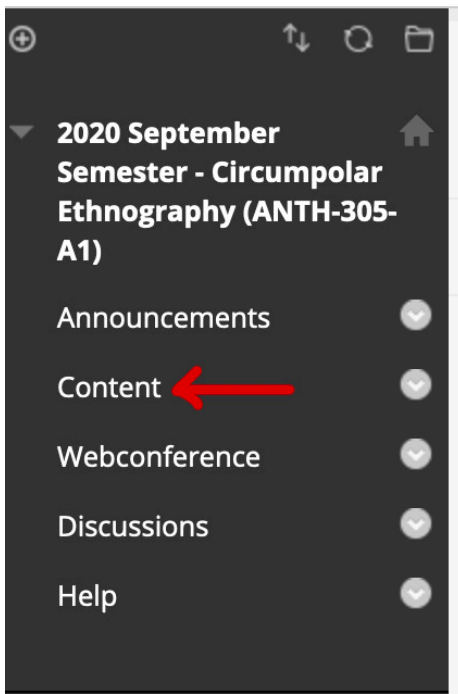 2020 September
Semester - Circumpolar
Ethnography (ANTH-305-
A1)
Announcements
Content
Webconference
Discussions
Help